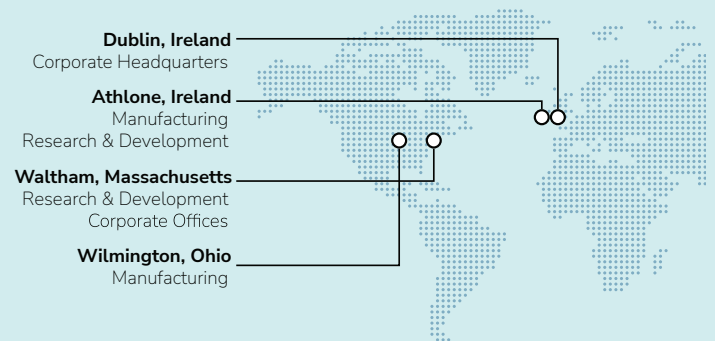 Dublin, Ireland
Corporate Headquarters
Athlone, Ireland
Manufacturing
Research & Development
Waltham, Massachusetts
Research & Development
Corporate Offices
Wilmington, Ohio
Manufacturing